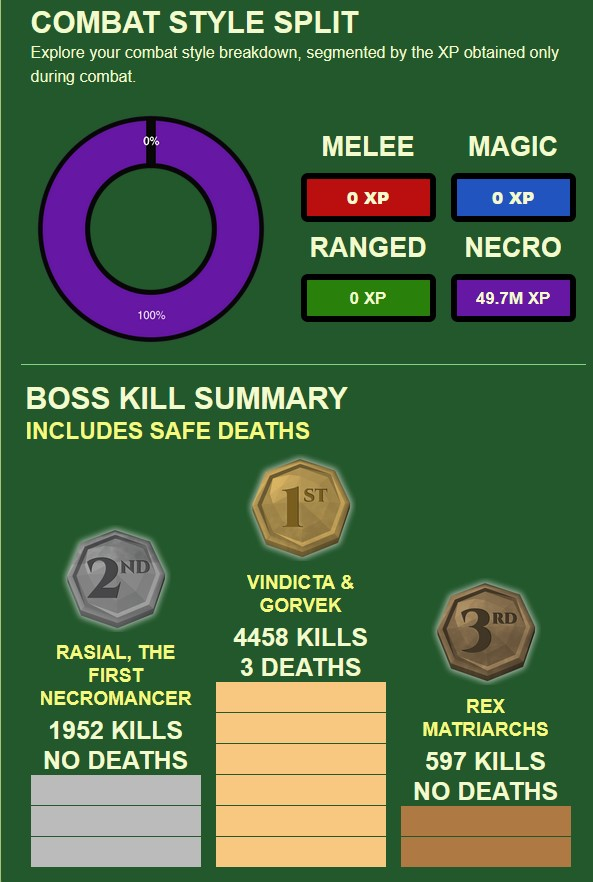 COMBAT STYLE SPLIT
Explore your combat style breakdown, segmented by the XP obtained only
during combat.
0%
100%
MELEE
0 XP
MAGIC
0 XP
RANGED
0 XP
NECRO
49.7M XP
BOSS KILL SUMMARY
INCLUDES SAFE DEATHS
2ND
RASIAL, THE
FIRST
NECROMANCER
1952 KILLS
NO DEATHS
1ST
VINDICTA &
GORVEK
4458 KILLS
3 DEATHS
3RD
REX
MATRIARCHS
597 KILLS
NO DEATHS